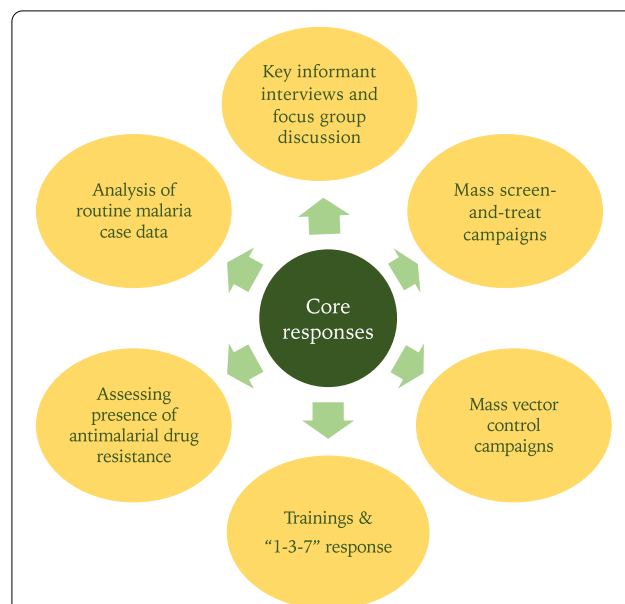 Key informant
interviews and
focus group
discussion
Analysis of
routine malaria
case data
Mass screen-
and-treat
campaigns
Core
responses
Assessing
presence of
antimalarial drug
resistance
Mass vector
control
campaigns
Trainings &
“1-3-7” response